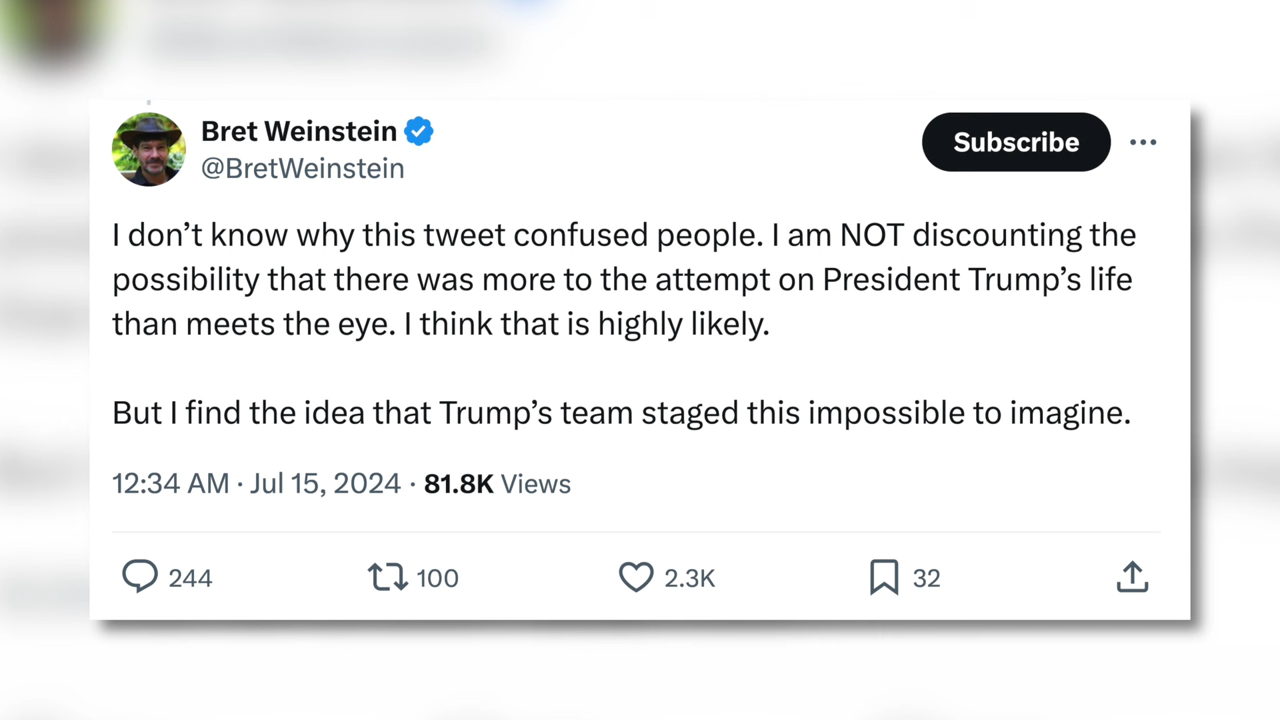 Bret Weinstein
@BretWeinstein
Subscribe
I don’t know why this tweet confused people. I am NOT discounting the
possibility that there was more to the attempt on President Trump’s life
than meets the eye. I think that is highly likely.
But I find the idea that Trump’s team staged this impossible to imagine.
12:34 AM · Jul 15, 2024 · 81.8K Views
244
100
2.3K
32